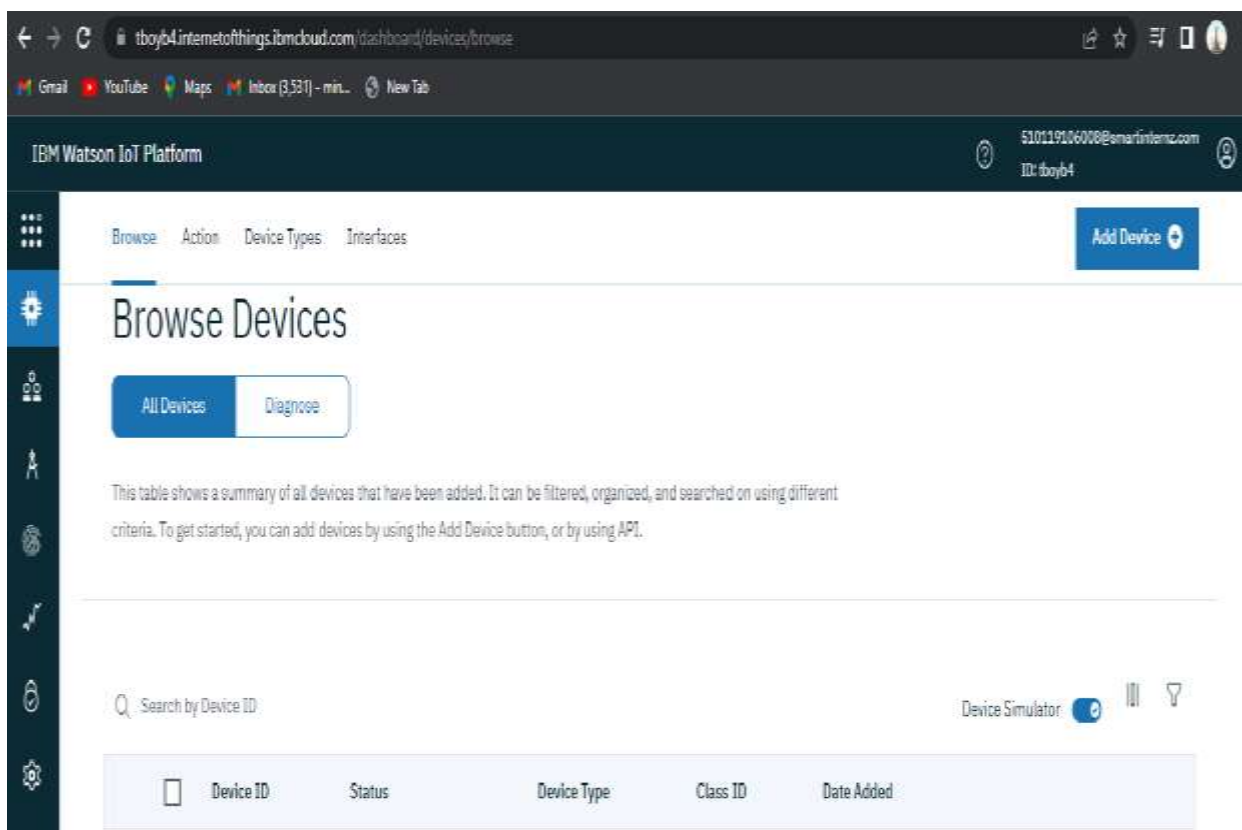 tboyb4.internetofthings.ibmcloud.com/dashboard/devices/browse
Gmail YouTube Maps Inbox (3,531) - min... New Tab
IBM Watson IoT Platform
510119106008@smartinternz.com
ID: tboyb4
Browse Action Device Types Interfaces
Add Device
Browse Devices
All Devices Diagnose
This table shows a summary of all devices that have been added. It can be filtered, organized, and searched on using different
criteria. To get started, you can add devices by using the Add Device button, or by using API.
Search by Device ID
Device Simulator
Device ID Status Device Type Class ID Date Added